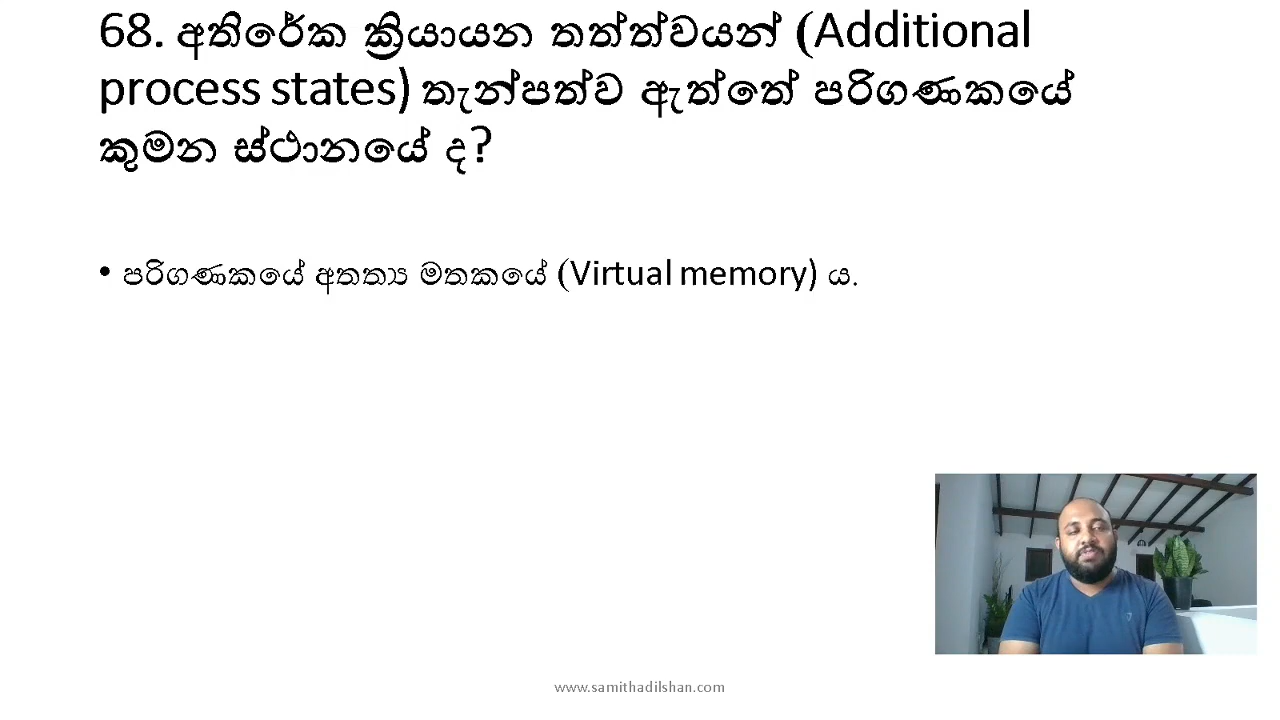 68. අතිරේක ක්‍රියායන තත්ත්වයන් (Additional
process states) තැන්පත්ව ඇත්තේ පරිගණකයේ
කුමන ස්ථානයේ ද?
• පරිගණකයේ අතත්‍ය මතකයේ (Virtual memory) ය.
www.samithadilshan.com